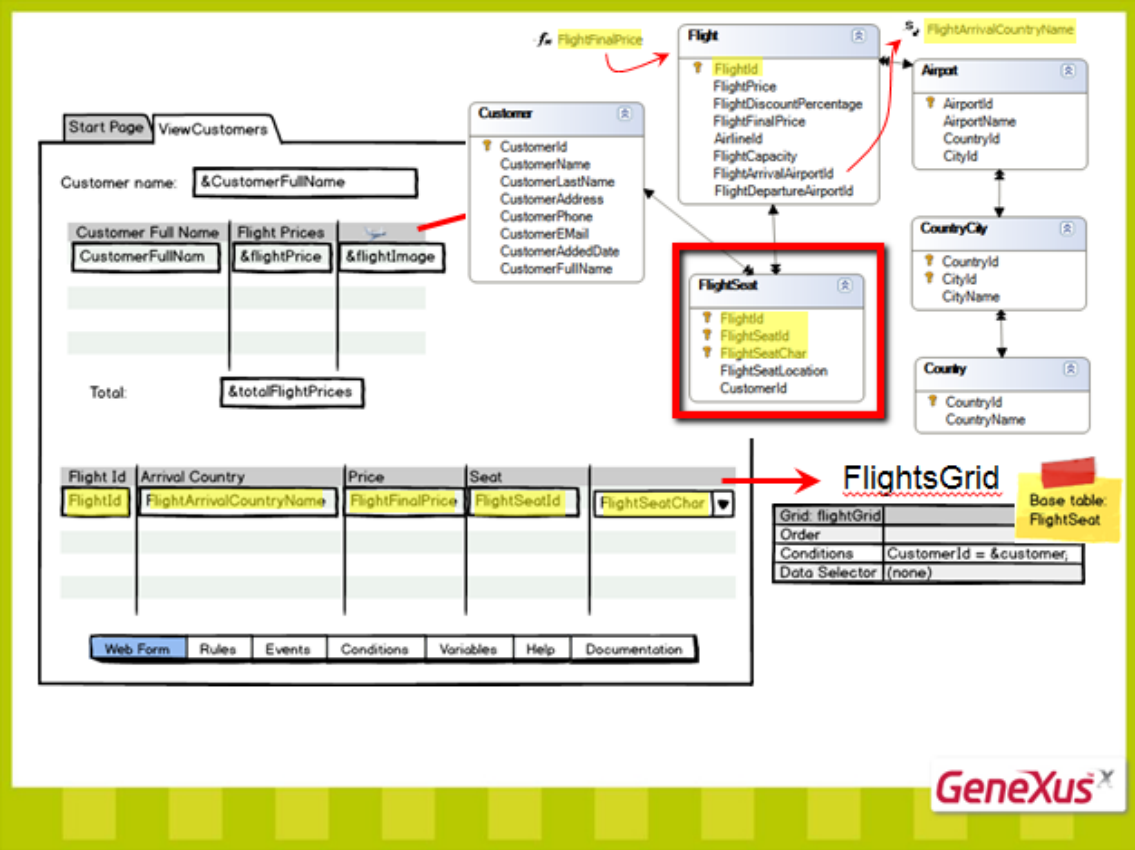 Start Page
ViewCustomers
Customer name:
&CustomerFullName
Customer Full Name
Flight Prices
CustomerFullNam
&flightPrice
&flightImage
Total:
&totalFlightPrices
fx FlightFinalPrice
Customer
CustomerId
CustomerName
CustomerLastName
CustomerAddress
CustomerPhone
CustomerEMail
CustomerAddedDate
CustomerFullName
Flight
FlightId
FlightPrice
FlightDiscountPercentage
FlightFinalPrice
AirlineId
FlightCapacity
FlightArrivalAirportId
FlightDepartureAirportId
FlightArrivalCountryName
Airport
AirportId
AirportName
CountryId
CityId
FlightSeat
FlightId
FlightSeatId
FlightSeatChar
FlightSeatLocation
CustomerId
CountryCity
CountryId
CityId
CityName
Country
CountryId
CountryName
Flight Id
Arrival Country
Price
Seat
FlightId
FlightArrivalCountryName
FlightFinalPrice
FlightSeatId
FlightSeatChar
FlightsGrid
Base table:
FlightSeat
Grid: flightGrid
Order
Conditions
CustomerId = &customer;
Data Selector
(none)
Web Form
Rules
Events
Conditions
Variables
Help
Documentation
GeneXus X